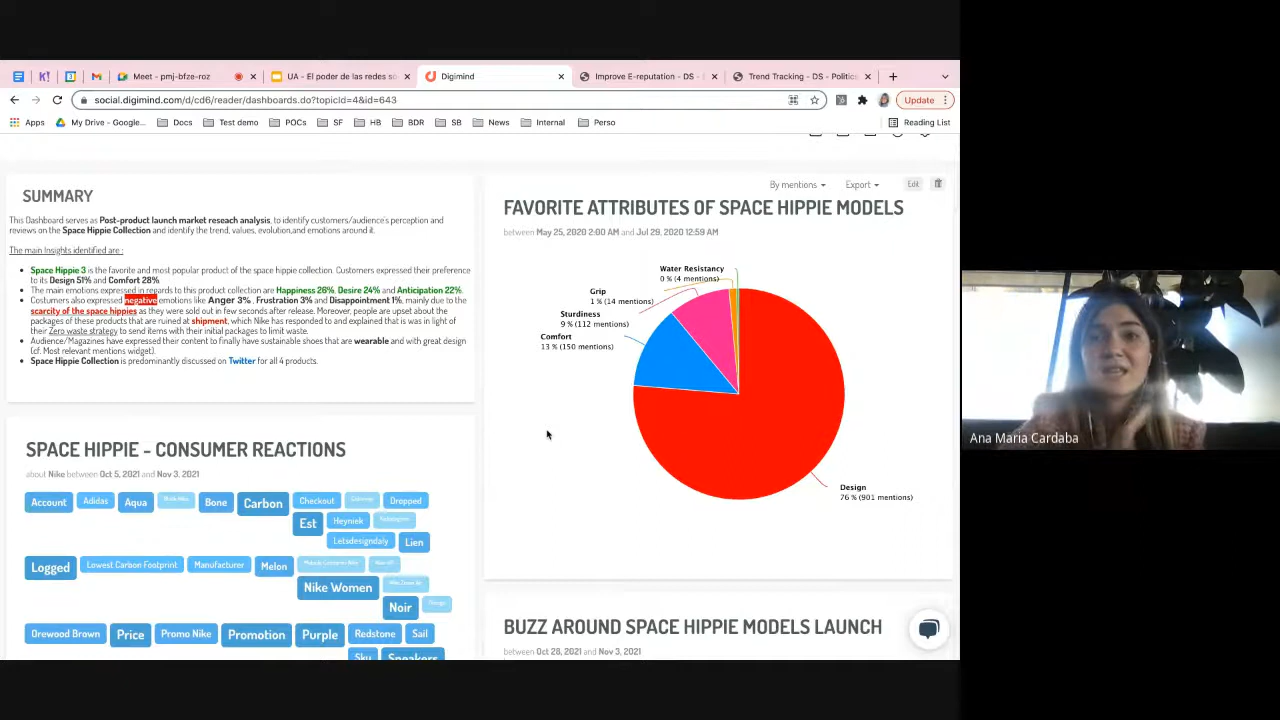 Meet - pmj-bfze-roz
UA - El poder de las redes so
Digimind
Improve E-reputation - DS - S
Trend Tracking - DS - Politics
social.digimind.com/d/cd6/reader/dashboards.do?topicId=4&id=643
Update
Apps
My Drive - Google...
Docs
Test demo
POCs
SF
HB
BDR
SB
News
Internal
Perso
Reading List
SUMMARY
This Dashboard serves as Post-product launch market reseach analysis, to identify customers/audience's perception and
reviews on the Space Hippie Collection and identify the trend, values, evolution,and emotions around it.
The main Insights identified are :
Space Hippie 3 is the favorite and most popular product of the space hippie collection. Customers expressed their preference
to its Design 51% and Comfort 28%
The main emotions expressed in regards to this product collection are Happiness 26%, Desire 24% and Anticipation 22%.
Costumers also expressed negative emotions like Anger 3% , Frustration 3% and Disappointment 1%, mainly due to the
scarcity of the space hippies as they were sold out in few seconds after release. Moreover, people are upset about the
packages of these products that are ruined at shipment, which Nike has responded to and explained that is was in light of
their Zero waste strategy to send items with their initial packages to limit waste.
Audience/Magazines have expressed their content to finally have sustainable shoes that are wearable and with great design
(cf. Most relevant mentions widget).
Space Hippie Collection is predominantly discussed on Twitter for all 4 products.
By mentions
Export
Edit
FAVORITE ATTRIBUTES OF SPACE HIPPIE MODELS
between May 25, 2020 2:00 AM and Jul 29, 2020 12:59 AM
Water Resistancy
0 % (4 mentions)
Grip
1 % (14 mentions)
Sturdiness
9 % (112 mentions)
Comfort
13 % (150 mentions)
Design
76 % (901 mentions)
SPACE HIPPIE - CONSUMER REACTIONS
about Nike between Oct 5, 2021 and Nov 3, 2021
Account
Adidas
Aqua
Bone
Carbon
Checkout
Dropped
Est
Heyniek
Letsdesigndaly
Lien
Logged
Lowest Carbon Footprint
Manufacturer
Melon
Nike Women
Noir
Orewood Brown
Price
Promo Nike
Promotion
Purple
Redstone
Sail
Sky
Speakers
BUZZ AROUND SPACE HIPPIE MODELS LAUNCH
between Oct 28, 2021 and Nov 3, 2021
Ana Maria Cardaba